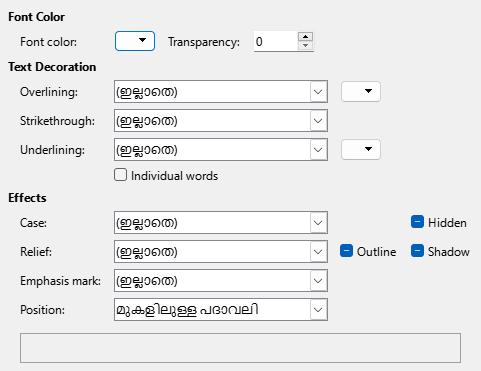 Font Color
Font color: Transparency: 0
Text Decoration
Overlining: (ഇല്ലാതെ)
Strikethrough: (ഇല്ലാതെ)
Underlining: (ഇല്ലാതെ)
Individual words
Effects
Case: (ഇല്ലാതെ) Hidden
Relief: (ഇല്ലാതെ) Outline Shadow
Emphasis mark: (ഇല്ലാതെ)
Position: മുകളിലുള്ള പദാവലി